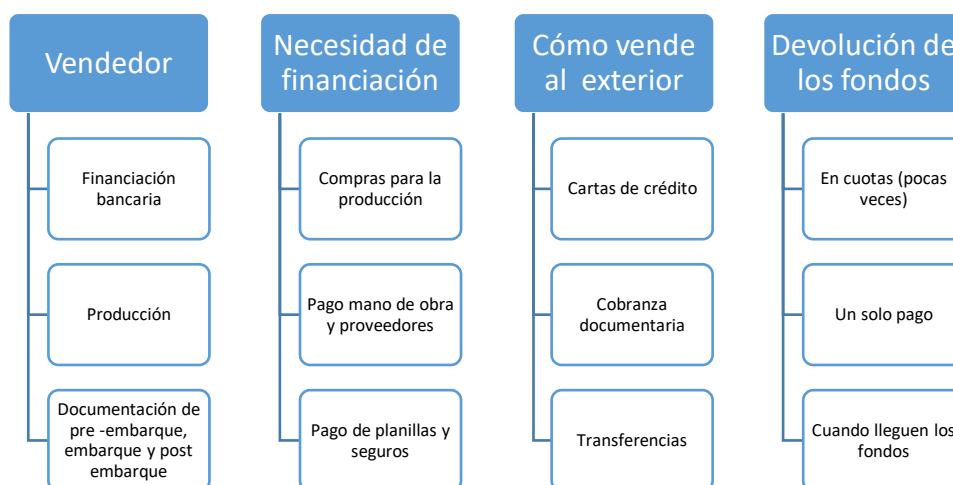 Vendedor
Financiación
bancaria
Producción
Documentación de
pre -embarque,
embarque y post
embarque
Necesidad de
financiación
Compras para la
producción
Pago mano de obra
y proveedores
Pago de planillas y
seguros
Cómo vende
al exterior
Cartas de crédito
Cobranza
documentaria
Transferencias
Devolución de
los fondos
En cuotas (pocas
veces)
Un solo pago
Cuando lleguen los
fondos